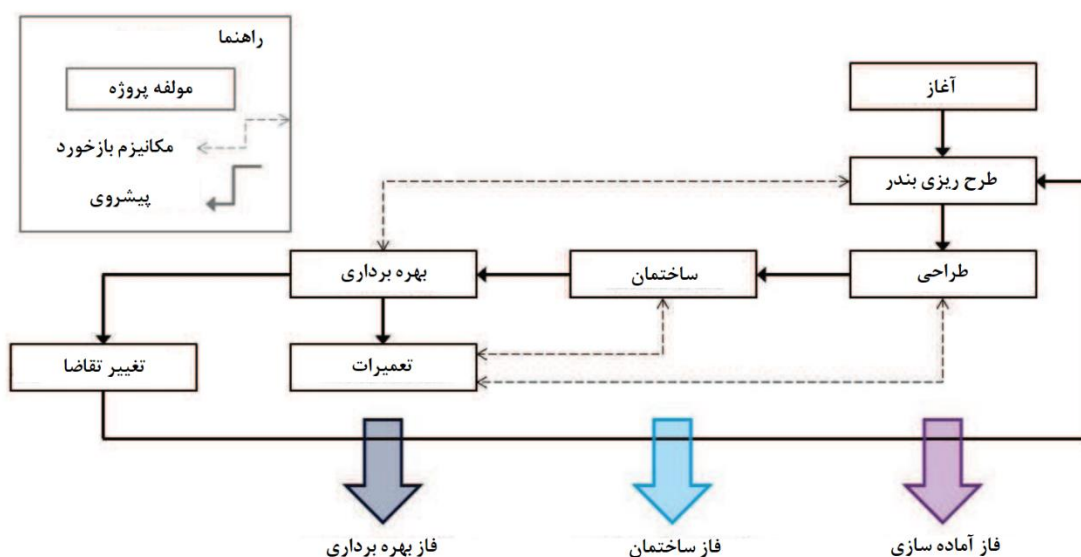 راهنما
مولفه پروژه
مکانیزم بازخورد
پیشروی
آغاز
طرح ریزی بندر
طراحی
ساختمان
بهره برداری
تعمیرات
تغییر تقاضا
فاز آماده سازی
فاز ساختمان
فاز بهره برداری